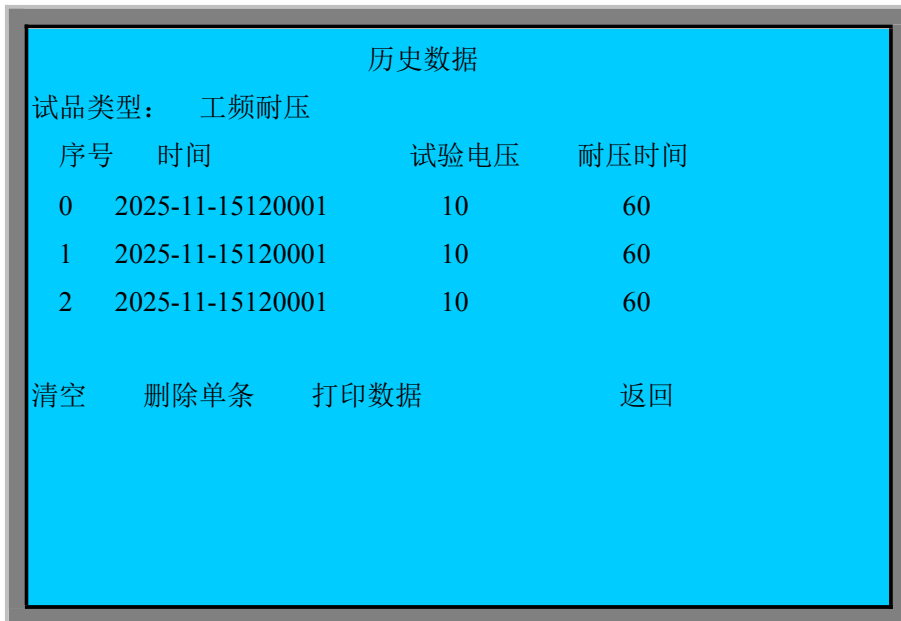 历史数据
试品类型： 工频耐压
序号 时间 试验电压 耐压时间
0 2025-11-15120001 10 60
1 2025-11-15120001 10 60
2 2025-11-15120001 10 60
清空 删除单条 打印数据 返回